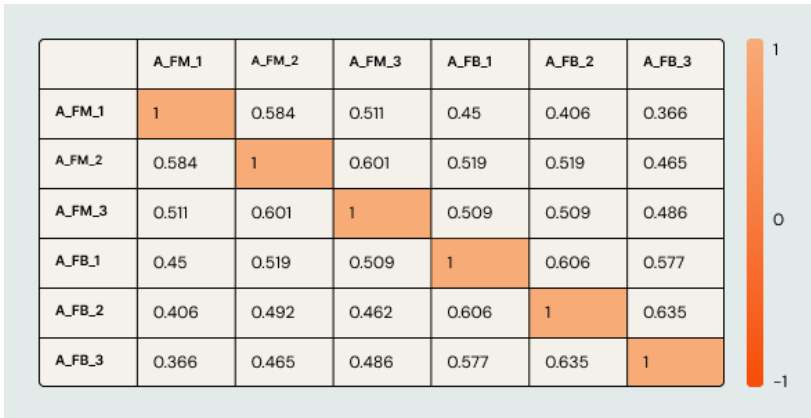 A_FM_1 A_FM_2 A_FM_3 A_FB_1 A_FB_2 A_FB_3
A_FM_1 1 0.584 0.511 0.45 0.406 0.366
A_FM_2 0.584 1 0.601 0.519 0.519 0.465
A_FM_3 0.511 0.601 1 0.509 0.509 0.486
A_FB_1 0.45 0.519 0.509 1 0.606 0.577
A_FB_2 0.406 0.492 0.462 0.606 1 0.635
A_FB_3 0.366 0.465 0.486 0.577 0.635 1
1
0
-1